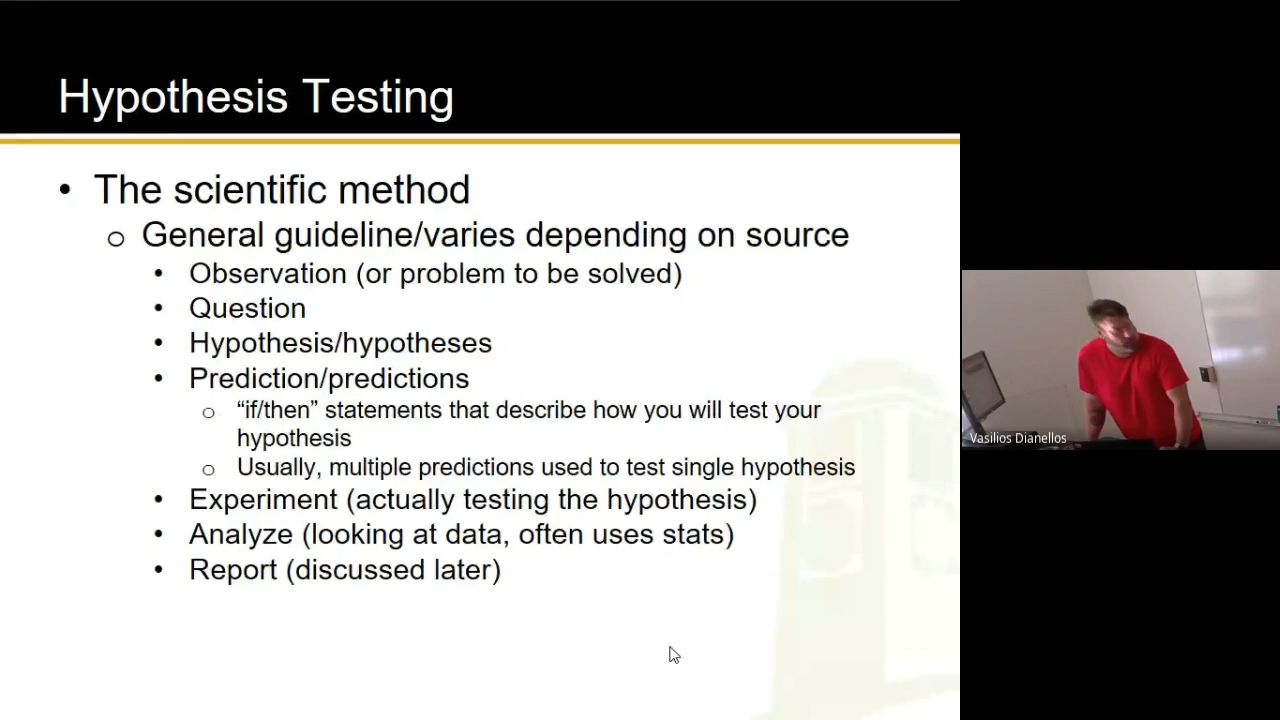 Hypothesis Testing
• The scientific method
o General guideline/varies depending on source
• Observation (or problem to be solved)
• Question
• Hypothesis/hypotheses
• Prediction/predictions
o “if/then” statements that describe how you will test your
hypothesis
o Usually, multiple predictions used to test single hypothesis
• Experiment (actually testing the hypothesis)
• Analyze (looking at data, often uses stats)
• Report (discussed later)
Vasilios Dianellos